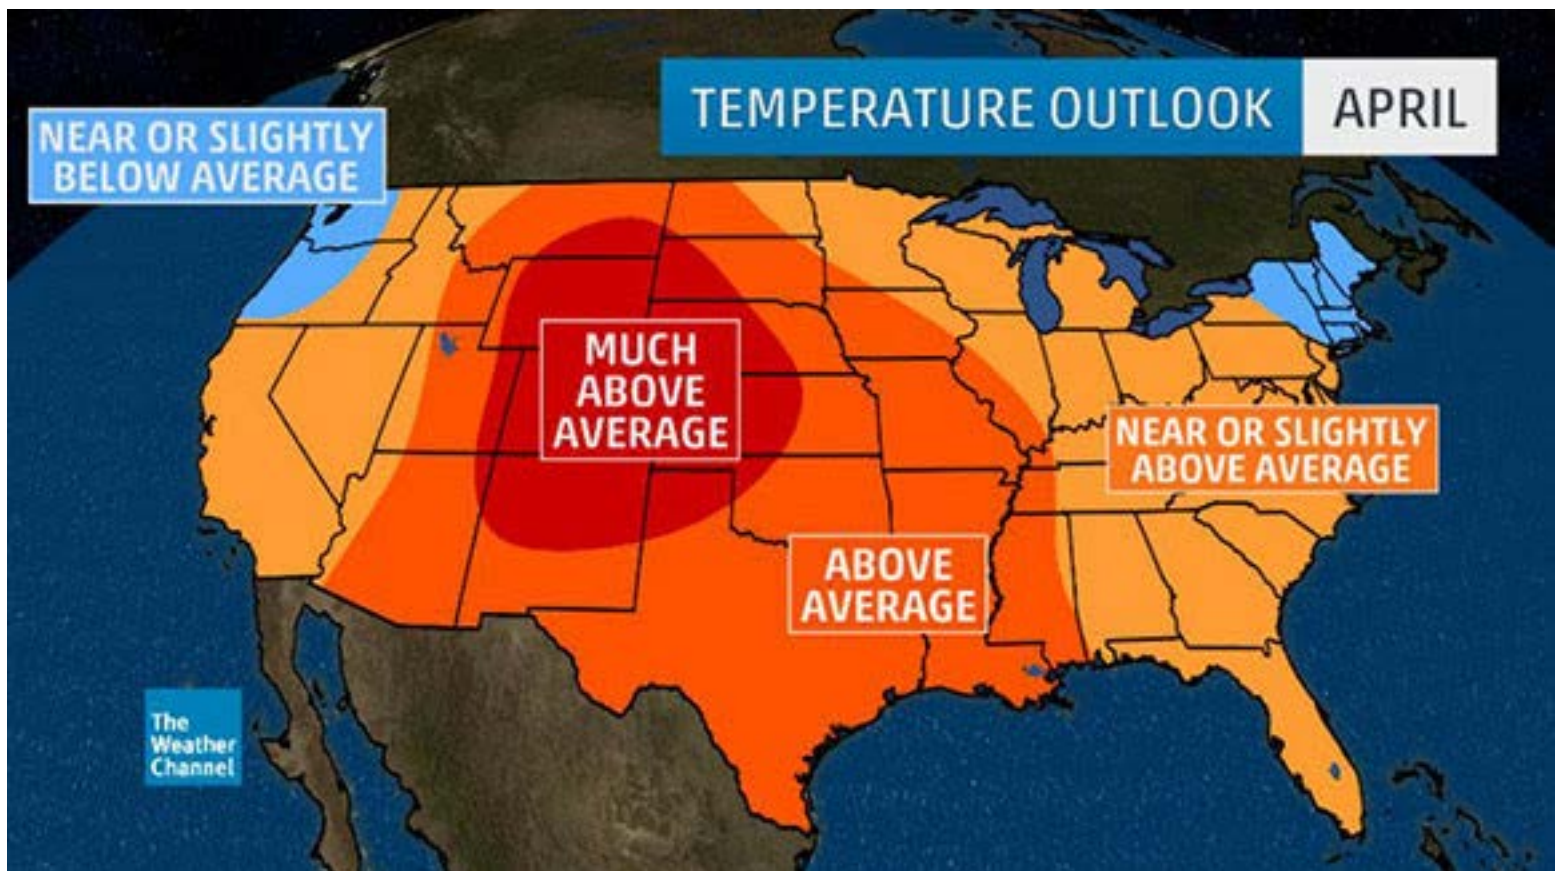 TEMPERATURE OUTLOOK APRIL
NEAR OR SLIGHTLY
BELOW AVERAGE
MUCH
ABOVE
AVERAGE
NEAR OR SLIGHTLY
ABOVE AVERAGE
ABOVE
AVERAGE
The
Weather
Channel